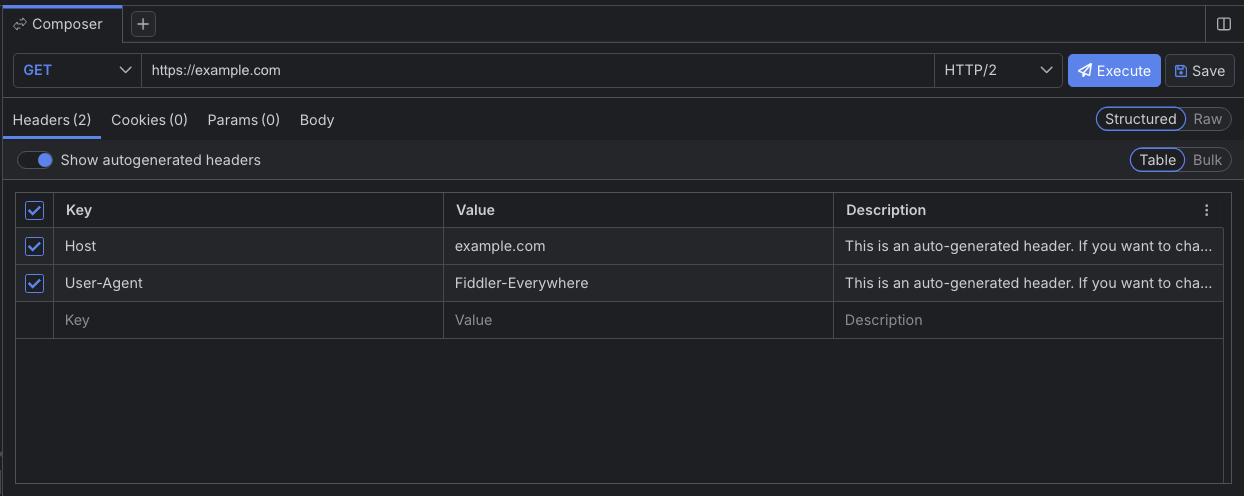 Composer
GET https://example.com HTTP/2 Execute Save
Headers (2) Cookies (0) Params (0) Body Structured Raw
Show autogenerated headers Table Bulk
Key Value Description
Host example.com This is an auto-generated header. If you want to cha...
User-Agent Fiddler-Everywhere This is an auto-generated header. If you want to cha...
Key Value Description